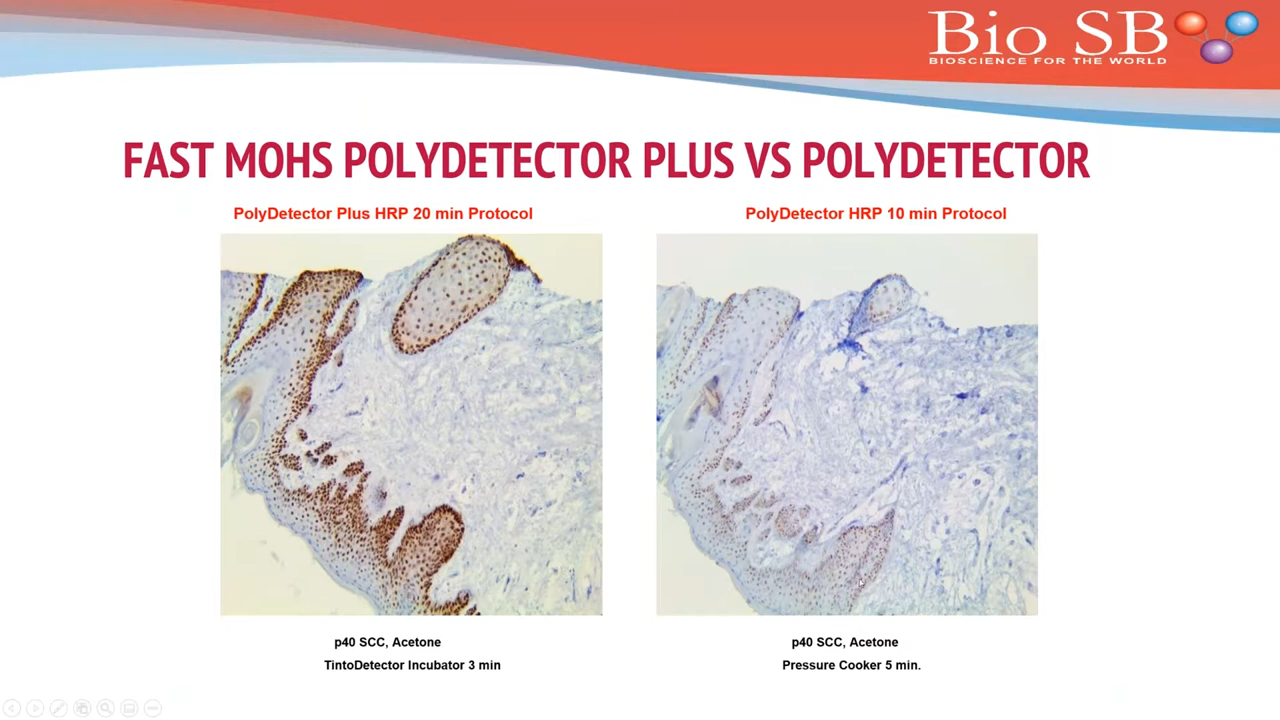 Bio SB
BIOSCIENCE FOR THE WORLD
FAST MOHS POLYDETECTOR PLUS VS POLYDETECTOR
PolyDetector Plus HRP 20 min Protocol
PolyDetector HRP 10 min Protocol
p40 SCC, Acetone
TintoDetector Incubator 3 min
p40 SCC, Acetone
Pressure Cooker 5 min.